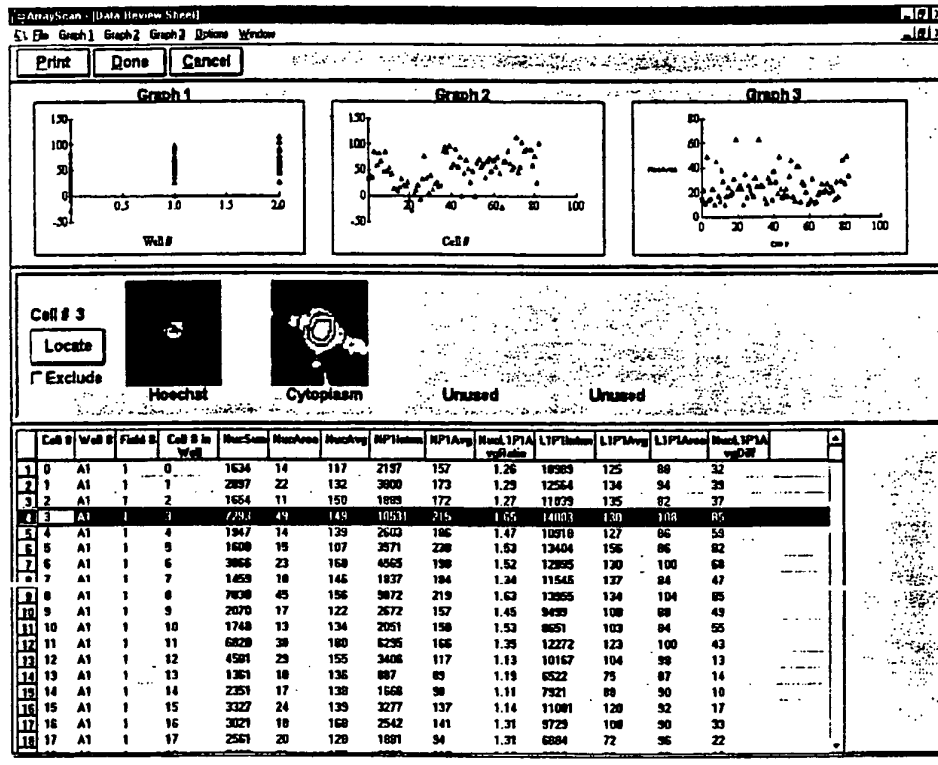 ArrayScan - [Data Review Sheet]
File Graph 1 Graph 2 Graph 3 Options Window
Print Done Cancel
Graph 1 Graph 2 Graph 3
150 150 80
100 100 60
50 50 40
0 0 20
-50 -50 0
0.5 1.0 1.5 2.0
20 40 60 80 100
0 20 40 60 80 100
Well # Cell #
Cell # 3
Locate
Exclude
Hoechst Cytoplasm Unused Unused
Cell # Well # Field # Cell # in Well NucSum NucArea NucAvg NP1Inten NP1Avg NucL1P1AvgRatio L1P1Inten L1P1Avg L1P1Area NucL1P1AvgDiff
1 0 A1 1 0 1634 14 117 2197 157 1.26 10989 125 88 32
2 1 A1 1 1 2897 22 132 3800 173 1.29 12564 134 94 39
3 2 A1 1 2 1654 11 150 1889 172 1.27 11039 135 82 37
4 3 A1 1 3 7293 49 149 10531 215 1.65 14003 130 108 85
5 4 A1 1 4 1947 14 139 2603 186 1.47 10918 127 86 59
6 5 A1 1 5 1600 15 107 3571 238 1.53 13404 156 86 82
7 6 A1 1 6 3866 23 168 4565 198 1.52 12995 130 100 68
7 A1 1 7 1459 10 146 1837 184 1.34 11545 137 84 47
9 8 A1 1 8 7030 45 156 9872 219 1.63 13955 134 104 85
10 9 A1 1 9 2070 17 122 2672 157 1.45 9499 108 88 49
11 10 A1 1 10 1748 13 134 2051 158 1.53 8651 103 84 55
12 11 A1 1 11 6828 38 180 6295 166 1.35 12272 123 100 43
13 12 A1 1 12 4501 29 155 3406 117 1.13 10167 104 98 13
14 13 A1 1 13 1361 10 136 887 89 1.19 6522 75 87 14
15 14 A1 1 14 2351 17 138 1668 98 1.11 7921 88 90 10
16 15 A1 1 15 3327 24 139 3277 137 1.14 11081 120 92 17
17 16 A1 1 16 3021 18 168 2542 141 1.31 9729 108 90 33
18 17 A1 1 17 2561 20 128 1881 94 1.31 6884 72 96 22